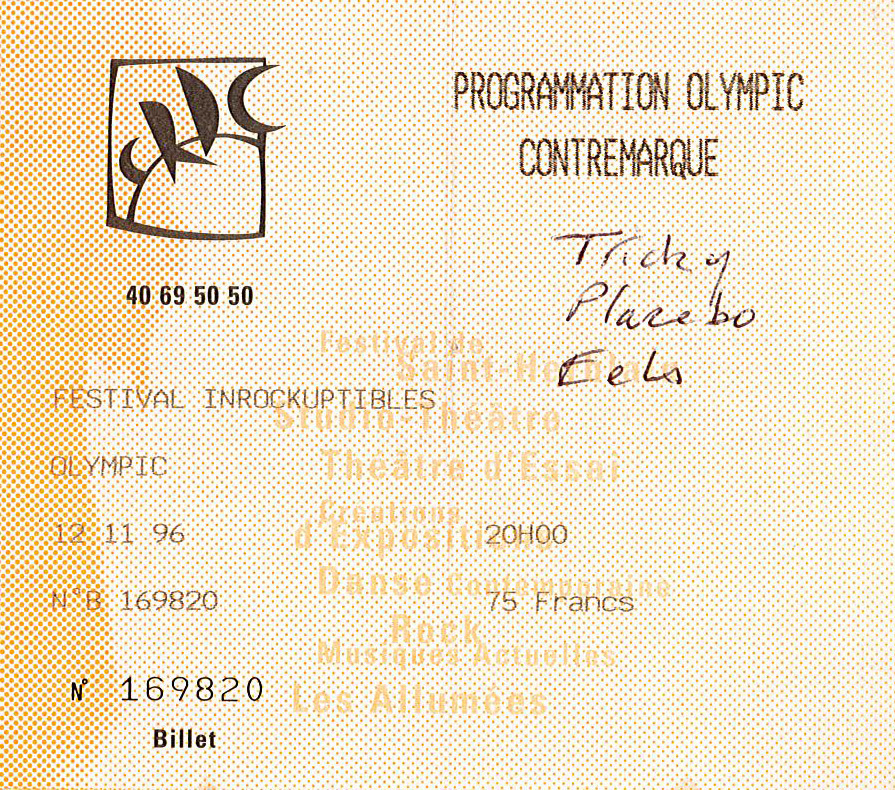 CRDC
PROGRAMMATION OLYMPIC
CONTREMARQUE
Tricky
Placebo
Eels
40 69 50 50
Festival de
Saint Herblain
FESTIVAL INROCKUPTIBLES
Studio-Théâtre
OLYMPIC
Théâtre d'Essai
Créations
d'Expositions
12 11 96 20H00
Danse Contemporaine
N°B 169820 75 Francs
Rock
Musiques Actuelles
N° 169820
Les Allumées
Billet